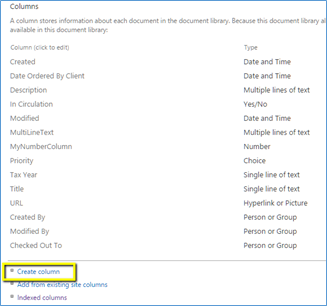 Columns
A column stores information about each document in the document library. Because this document library al
available in this document library:
Column (click to edit) Type
Created Date and Time
Date Ordered By Client Date and Time
Description Multiple lines of text
In Circulation Yes/No
Modified Date and Time
MultiLineText Multiple lines of text
MyNumberColumn Number
Priority Choice
Tax Year Single line of text
Title Single line of text
URL Hyperlink or Picture
Created By Person or Group
Modified By Person or Group
Checked Out To Person or Group
Create column
Add from existing site columns
Indexed columns